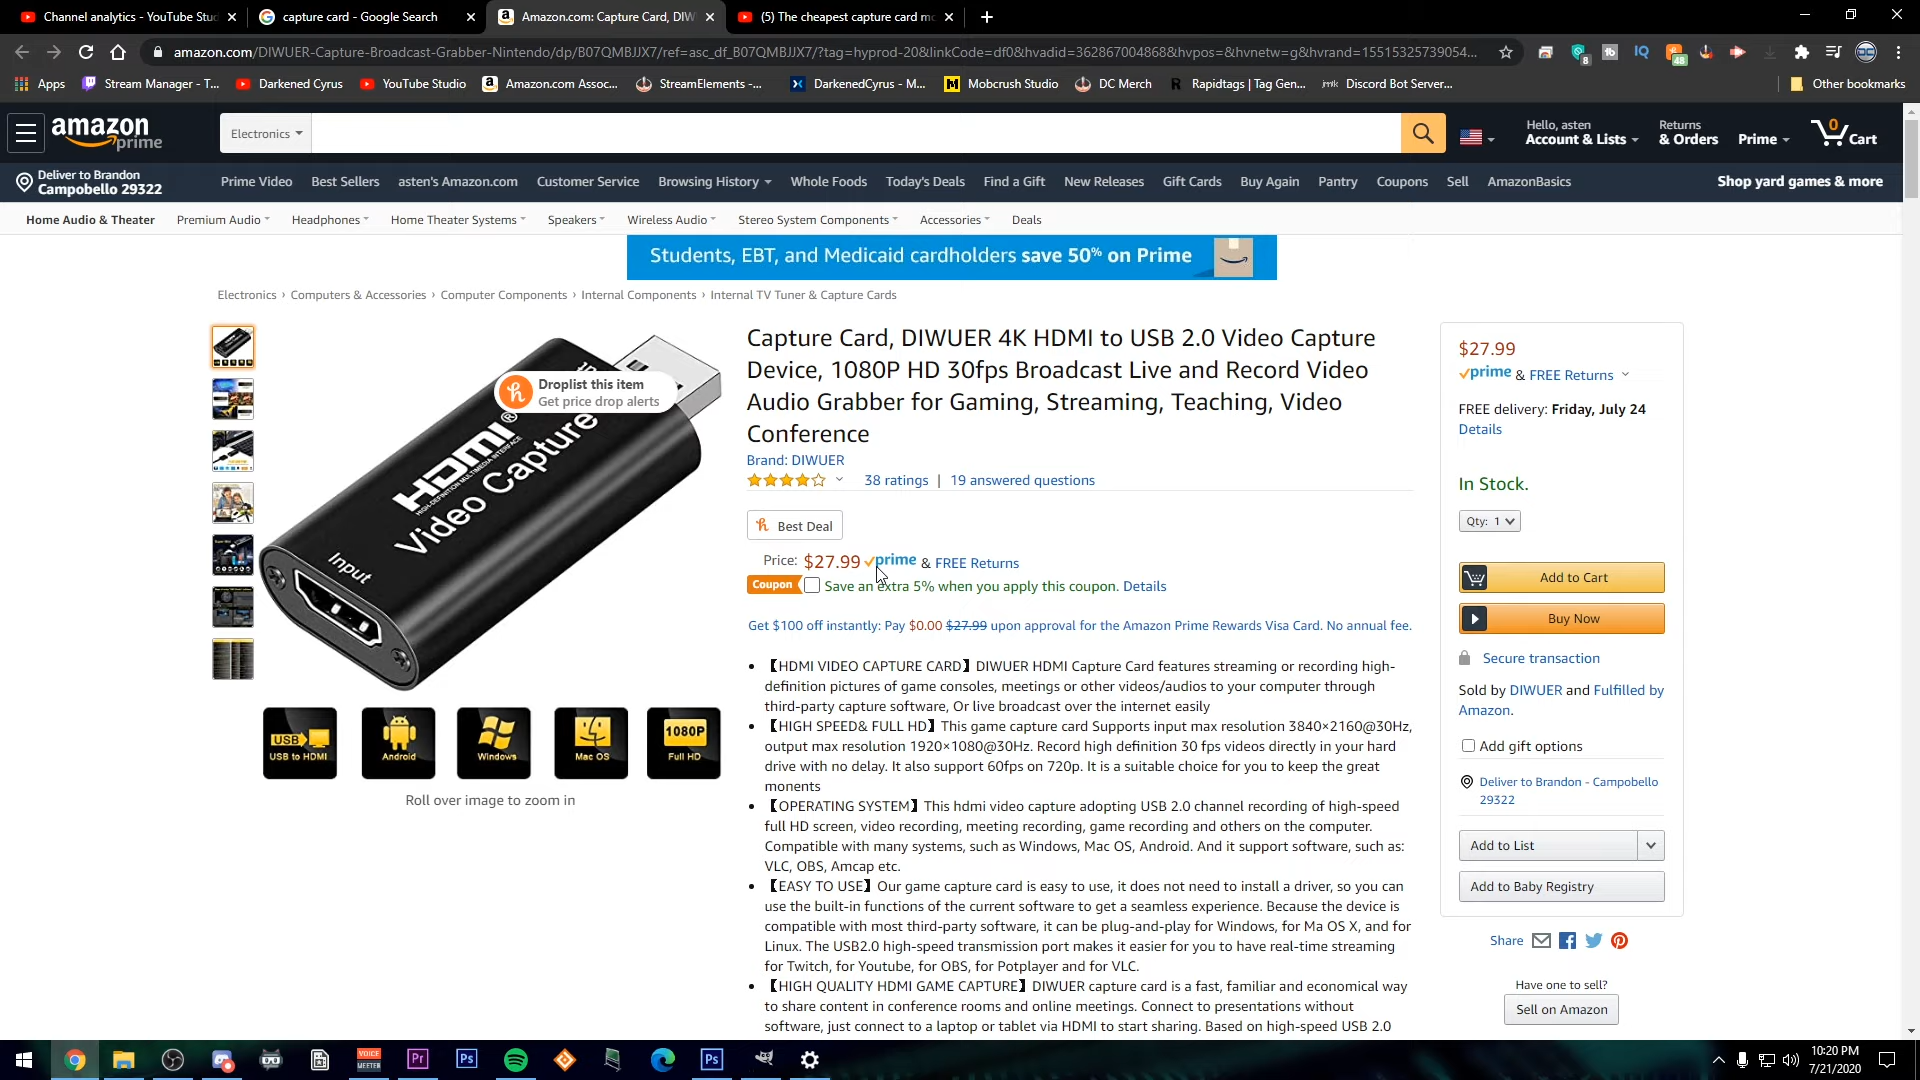 Channel analytics - YouTube Stu
capture card - Google Search
Amazon.com: Capture Card, DIW
(5) The cheapest capture card mo
amazon.com/DIWUER-Capture-Broadcast-Grabber-Nintendo/dp/B07QMBJJX7/ref=asc_df_B07QMBJJX7/?tag=hyprod-20&linkCode=df0&hvadid=362867004868&hvpos=&hvnetw=g&hvrand=15515325739054...
8
48
Apps
Stream Manager - T...
Darkened Cyrus
YouTube Studio
Amazon.com Assoc...
StreamElements -...
DarkenedCyrus - M...
Mobcrush Studio
DC Merch
Rapidtags | Tag Gen...
Discord Bot Server...
Other bookmarks
amazon prime
Electronics
Hello, asten
Account & Lists
Returns
& Orders
Prime
0
Cart
Deliver to Brandon
Campobello 29322
Prime Video
Best Sellers
asten's Amazon.com
Customer Service
Browsing History
Whole Foods
Today's Deals
Find a Gift
New Releases
Gift Cards
Buy Again
Pantry
Coupons
Sell
AmazonBasics
Shop yard games & more
Home Audio & Theater
Premium Audio
Headphones
Home Theater Systems
Speakers
Wireless Audio
Stereo System Components
Accessories
Deals
Students, EBT, and Medicaid cardholders save 50% on Prime
Electronics › Computers & Accessories › Computer Components › Internal Components › Internal TV Tuner & Capture Cards
Droplist this item
Get price drop alerts
HDMI®
HIGH-DEFINITION MULTIMEDIA INTERFACE
Video Capture
Input
USB
USB to HDMI
Android
Windows
Mac OS
1080P
Full HD
Roll over image to zoom in
Capture Card, DIWUER 4K HDMI to USB 2.0 Video Capture
Device, 1080P HD 30fps Broadcast Live and Record Video
Audio Grabber for Gaming, Streaming, Teaching, Video
Conference
Brand: DIWUER
38 ratings | 19 answered questions
Best Deal
Price: $27.99 prime & FREE Returns
Coupon Save an extra 5% when you apply this coupon. Details
Get $100 off instantly: Pay $0.00 $27.99 upon approval for the Amazon Prime Rewards Visa Card. No annual fee.
• 【HDMI VIDEO CAPTURE CARD】DIWUER HDMI Capture Card features streaming or recording high-
definition pictures of game consoles, meetings or other videos/audios to your computer through
third-party capture software, Or live broadcast over the internet easily
• 【HIGH SPEED& FULL HD】This game capture card Supports input max resolution 3840×2160@30Hz,
output max resolution 1920×1080@30Hz. Record high definition 30 fps videos directly in your hard
drive with no delay. It also support 60fps on 720p. It is a suitable choice for you to keep the great
monents
• 【OPERATING SYSTEM】This hdmi video capture adopting USB 2.0 channel recording of high-speed
full HD screen, video recording, meeting recording, game recording and others on the computer.
Compatible with many systems, such as Windows, Mac OS, Android. And it support software, such as:
VLC, OBS, Amcap etc.
• 【EASY TO USE】Our game capture card is easy to use, it does not need to install a driver, so you can
use the built-in functions of the current software to get a seamless experience. Because the device is
compatible with most third-party software, it can be plug-and-play for Windows, for Ma OS X, and for
Linux. The USB2.0 high-speed transmission port makes it easier for you to have real-time streaming
for Twitch, for Youtube, for OBS, for Potplayer and for VLC.
• 【HIGH QUALITY HDMI GAME CAPTURE】DIWUER capture card is a fast, familiar and economical way
to share content in conference rooms and online meetings. Connect to presentations without
software, just connect to a laptop or tablet via HDMI to start sharing. Based on high-speed USB 2.0
$27.99
prime & FREE Returns
FREE delivery: Friday, July 24
Details
In Stock.
Qty: 1
Add to Cart
Buy Now
Secure transaction
Sold by DIWUER and Fulfilled by
Amazon.
Add gift options
Deliver to Brandon - Campobello
29322
Add to List
Add to Baby Registry
Share
Have one to sell?
Sell on Amazon
VOICE
MEETER
Pr
Ps
Ps
10:20 PM
7/21/2020